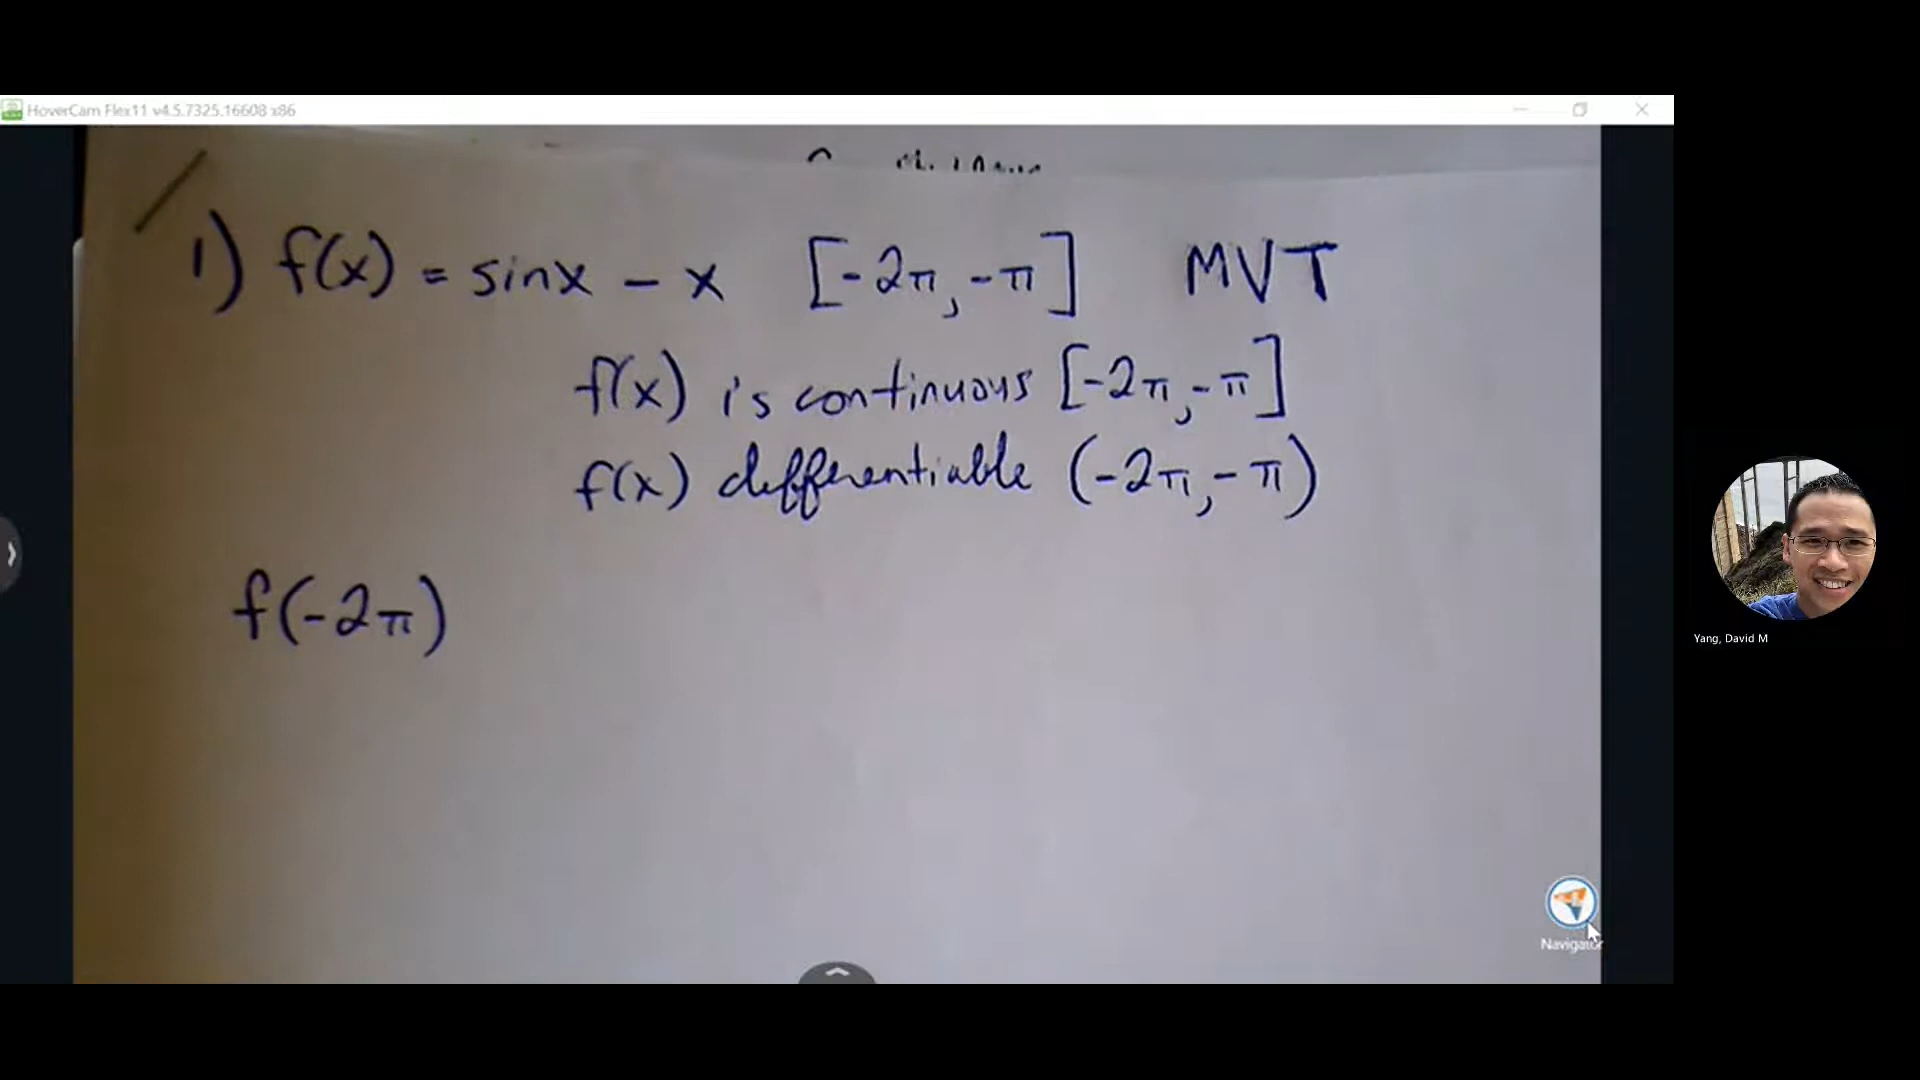 HoverCam Flex11 v4.5.7325.16608 x86
1) f(x) = sinx - x [-2π, -π] MVT
f(x) is continuous [-2π, -π]
f(x) differentiable (-2π, -π)
f(-2π)
Yang, David M
Navigator